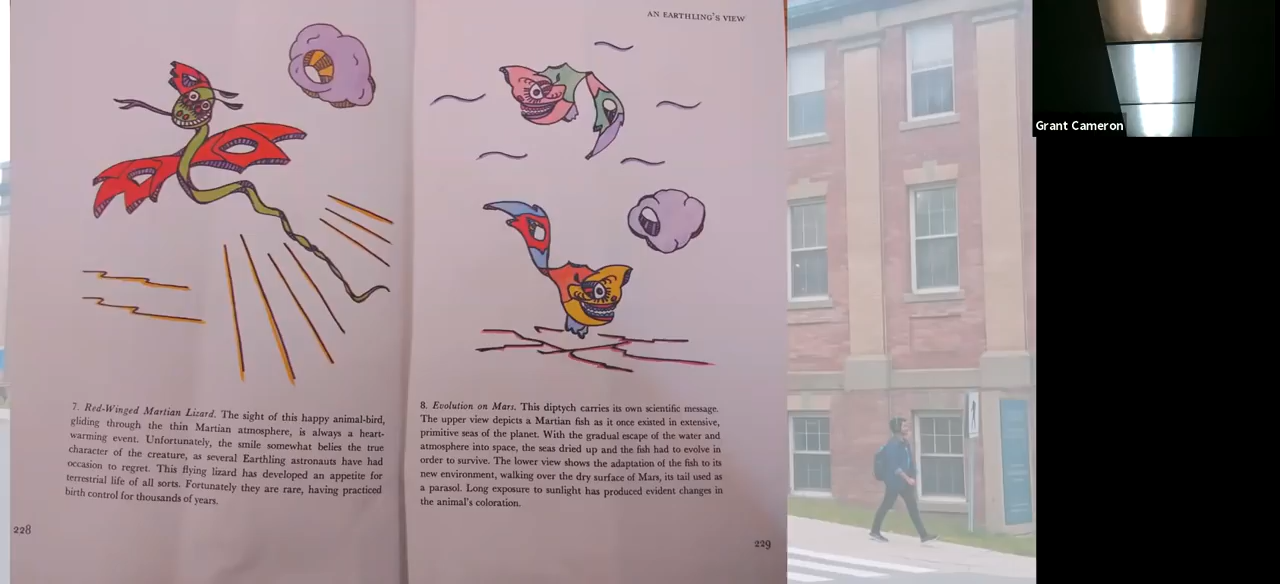 7. Red-Winged Martian Lizard. The sight of this happy animal-bird,
gliding through the thin Martian atmosphere, is always a heart-
warming event. Unfortunately, the smile somewhat belies the true
character of the creature, as several Earthling astronauts have had
occasion to regret. This flying lizard has developed an appetite for
terrestrial life of all sorts. Fortunately they are rare, having practiced
birth control for thousands of years.
228
AN EARTHLING'S VIEW
8. Evolution on Mars. This diptych carries its own scientific message.
The upper view depicts a Martian fish as it once existed in extensive,
primitive seas of the planet. With the gradual escape of the water and
atmosphere into space, the seas dried up and the fish had to evolve in
order to survive. The lower view shows the adaptation of the fish to its
new environment, walking over the dry surface of Mars, its tail used as
a parasol. Long exposure to sunlight has produced evident changes in
the animal's coloration.
229
Grant Cameron